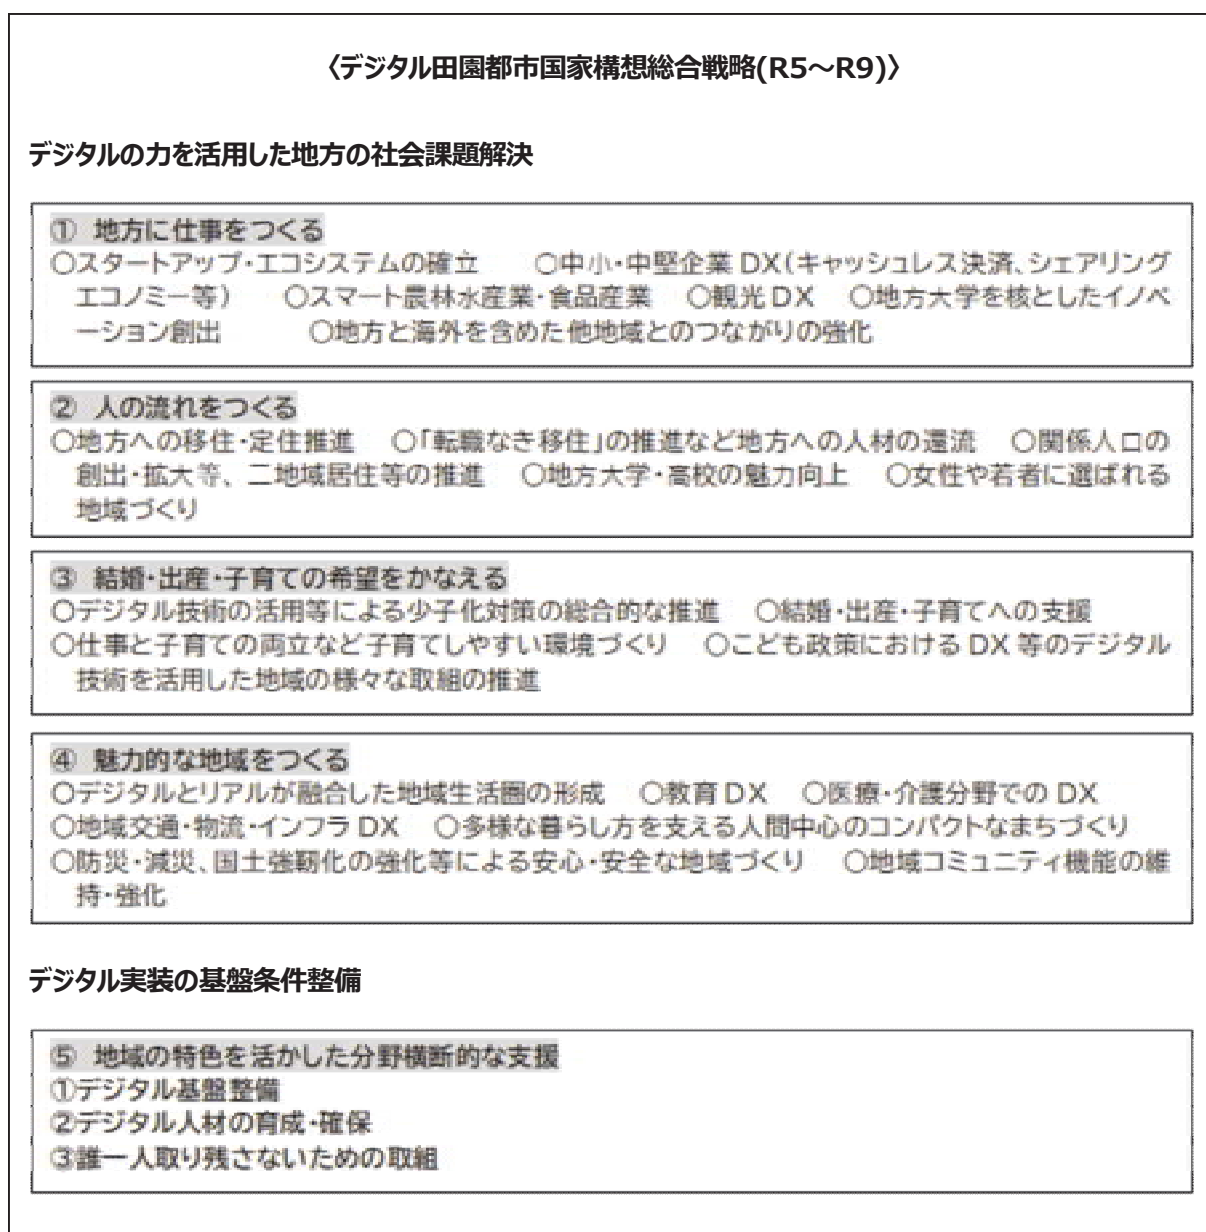 〈デジタル田園都市国家構想総合戦略(R5～R9)〉
デジタルの力を活用した地方の社会課題解決
① 地方に仕事をつくる
○スタートアップ・エコシステムの確立　○中小・中堅企業 DX(キャッシュレス決済、シェアリング
エコノミー等)　○スマート農林水産業・食品産業　○観光 DX　○地方大学を核としたイノベ
ーション創出　○地方と海外を含めた他地域とのつながりの強化
② 人の流れをつくる
○地方への移住・定住推進　○「転職なき移住」の推進など地方への人材の還流　○関係人口の
創出・拡大等、二地域居住等の推進　○地方大学・高校の魅力向上　○女性や若者に選ばれる
地域づくり
③ 結婚・出産・子育ての希望をかなえる
○デジタル技術の活用等による少子化対策の総合的な推進　○結婚・出産・子育てへの支援
○仕事と子育ての両立など子育てしやすい環境づくり　○こども政策における DX 等のデジタル
技術を活用した地域の様々な取組の推進
④ 魅力的な地域をつくる
○デジタルとリアルが融合した地域生活圏の形成　○教育 DX　○医療・介護分野での DX
○地域交通・物流・インフラ DX　○多様な暮らし方を支える人間中心のコンパクトなまちづくり
○防災・減災、国土強靭化の強化等による安心・安全な地域づくり　○地域コミュニティ機能の維
持・強化
デジタル実装の基盤条件整備
⑤ 地域の特色を活かした分野横断的な支援
①デジタル基盤整備
②デジタル人材の育成・確保
③誰一人取り残さないための取組